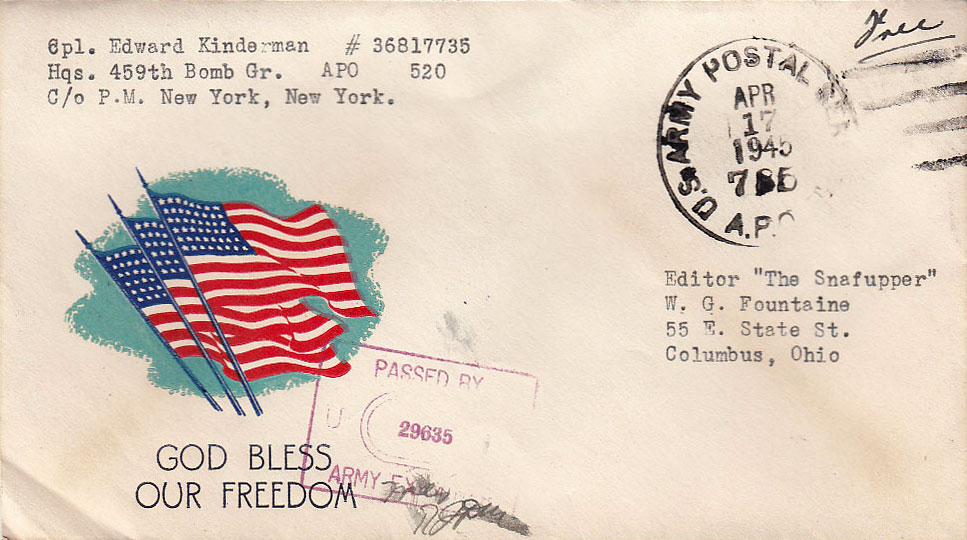 Cpl. Edward Kinderman # 36817735
Hqs. 459th Bomb Gr. APO 520
C/o P.M. New York, New York.
Free
U.S. ARMY POSTAL
APR
17
1945
A.P.O
Editor "The Snafupper"
W. G. Fountaine
55 E. State St.
Columbus, Ohio
PASSED BY
U
29635
ARMY
GOD BLESS
OUR FREEDOM